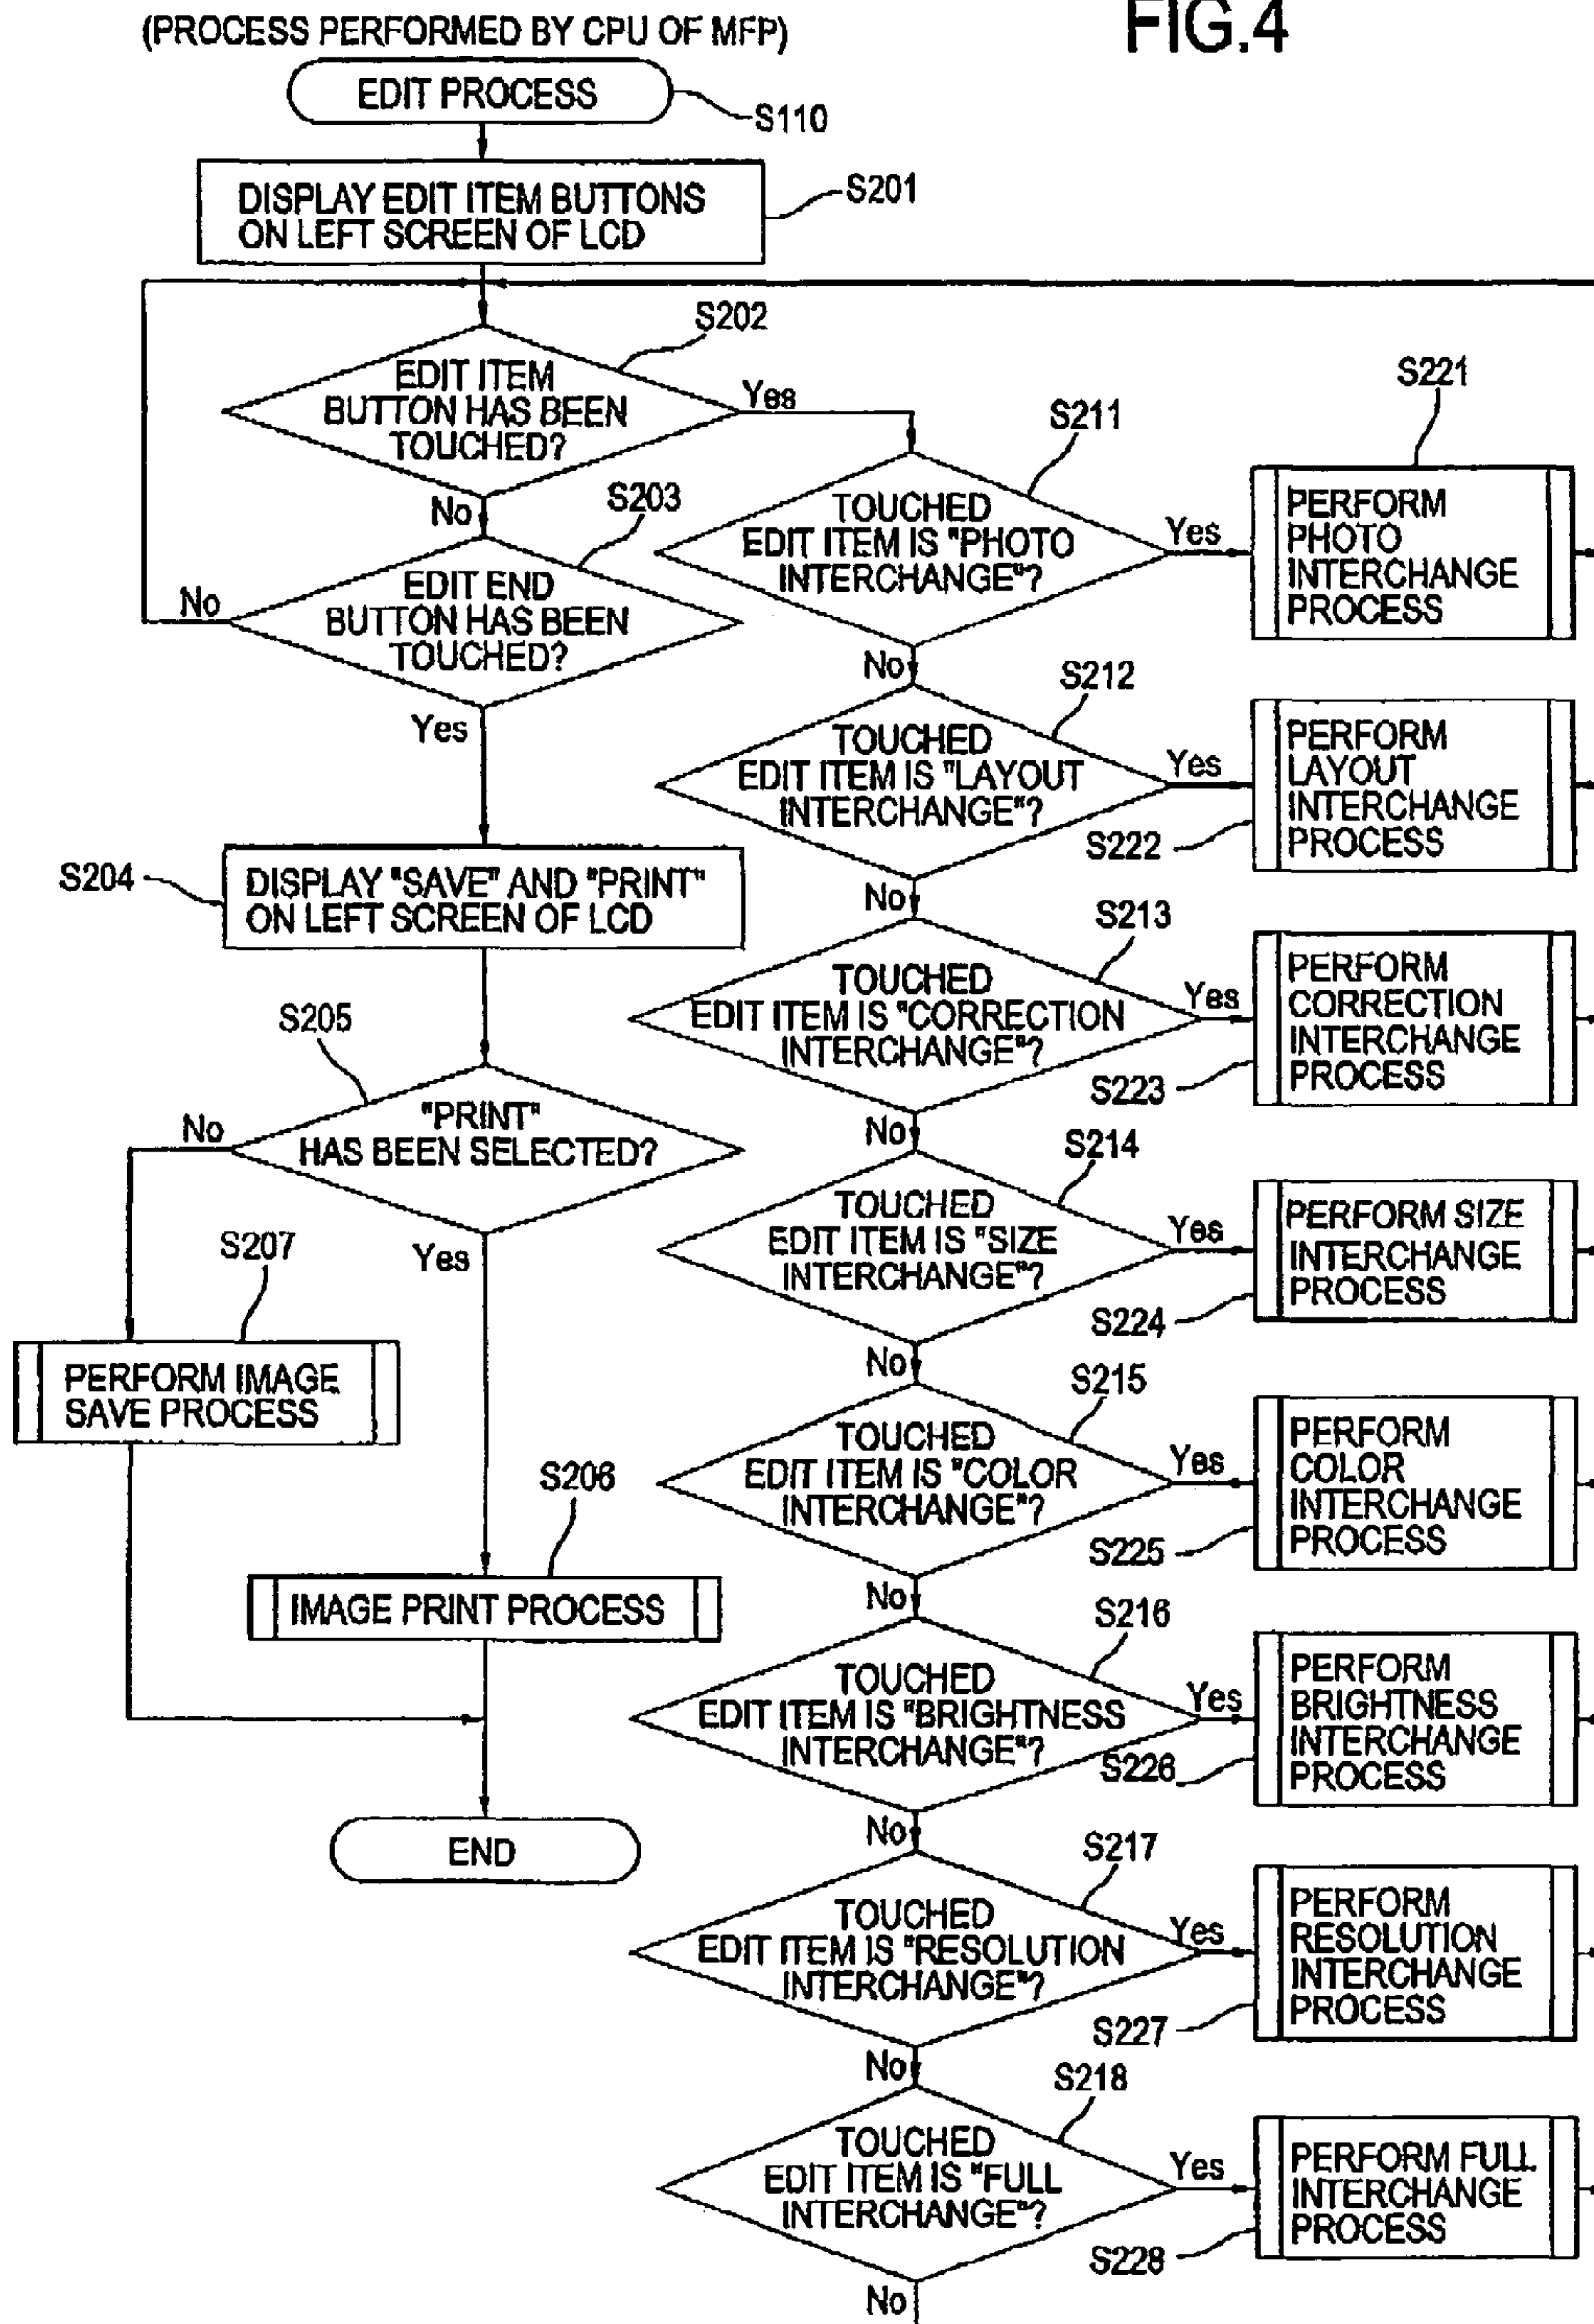 (PROCESS PERFORMED BY CPU OF MFP)
FIG.4
EDIT PROCESS
S110
DISPLAY EDIT ITEM BUTTONS
ON LEFT SCREEN OF LCD
S201
S202
EDIT ITEM
BUTTON HAS BEEN
TOUCHED?
Yes
No
S203
EDIT END
BUTTON HAS BEEN
TOUCHED?
No
Yes
S204
DISPLAY "SAVE" AND "PRINT"
ON LEFT SCREEN OF LCD
S205
"PRINT"
HAS BEEN SELECTED?
No
Yes
S207
PERFORM IMAGE
SAVE PROCESS
S206
IMAGE PRINT PROCESS
END
S211
TOUCHED
EDIT ITEM IS "PHOTO
INTERCHANGE"?
Yes
No
S221
PERFORM
PHOTO
INTERCHANGE
PROCESS
S212
TOUCHED
EDIT ITEM IS "LAYOUT
INTERCHANGE"?
Yes
No
S222
PERFORM
LAYOUT
INTERCHANGE
PROCESS
S213
TOUCHED
EDIT ITEM IS "CORRECTION
INTERCHANGE"?
Yes
No
S223
PERFORM
CORRECTION
INTERCHANGE
PROCESS
S214
TOUCHED
EDIT ITEM IS "SIZE
INTERCHANGE"?
Yes
No
S224
PERFORM SIZE
INTERCHANGE
PROCESS
S215
TOUCHED
EDIT ITEM IS "COLOR
INTERCHANGE"?
Yes
No
S225
PERFORM
COLOR
INTERCHANGE
PROCESS
S216
TOUCHED
EDIT ITEM IS "BRIGHTNESS
INTERCHANGE"?
Yes
No
S226
PERFORM
BRIGHTNESS
INTERCHANGE
PROCESS
S217
TOUCHED
EDIT ITEM IS "RESOLUTION
INTERCHANGE"?
Yes
No
S227
PERFORM
RESOLUTION
INTERCHANGE
PROCESS
S218
TOUCHED
EDIT ITEM IS "FULL
INTERCHANGE"?
Yes
No
S228
PERFORM FULL
INTERCHANGE
PROCESS